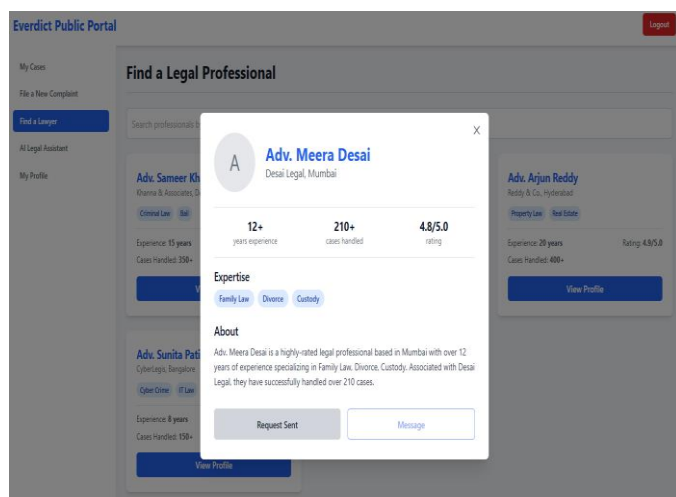 Everdict Public Portal
Logout
My Cases
File a New Complaint
Find a Lawyer
AI Legal Assistant
My Profile
Find a Legal Professional
Search professionals b
Adv. Sameer Kh
Khanna & Associates, D
Criminal Law Bail
Experience: 15 years
Cases Handled: 350+
V
Adv. Arjun Reddy
Reddy & Co., Hyderabad
Property Law Real Estate
Experience: 20 years Rating: 4.9/5.0
Cases Handled: 400+
View Profile
Adv. Sunita Pati
CyberLegis, Bangalore
Cyber Crime IT Law
Experience: 8 years
Cases Handled: 150+
View Profile
X
A
Adv. Meera Desai
Desai Legal, Mumbai
12+ 210+ 4.8/5.0
years experience cases handled rating
Expertise
Family Law Divorce Custody
About
Adv. Meera Desai is a highly-rated legal professional based in Mumbai with over 12
years of experience specializing in Family Law, Divorce, Custody. Associated with Desai
Legal, they have successfully handled over 210 cases.
Request Sent Message